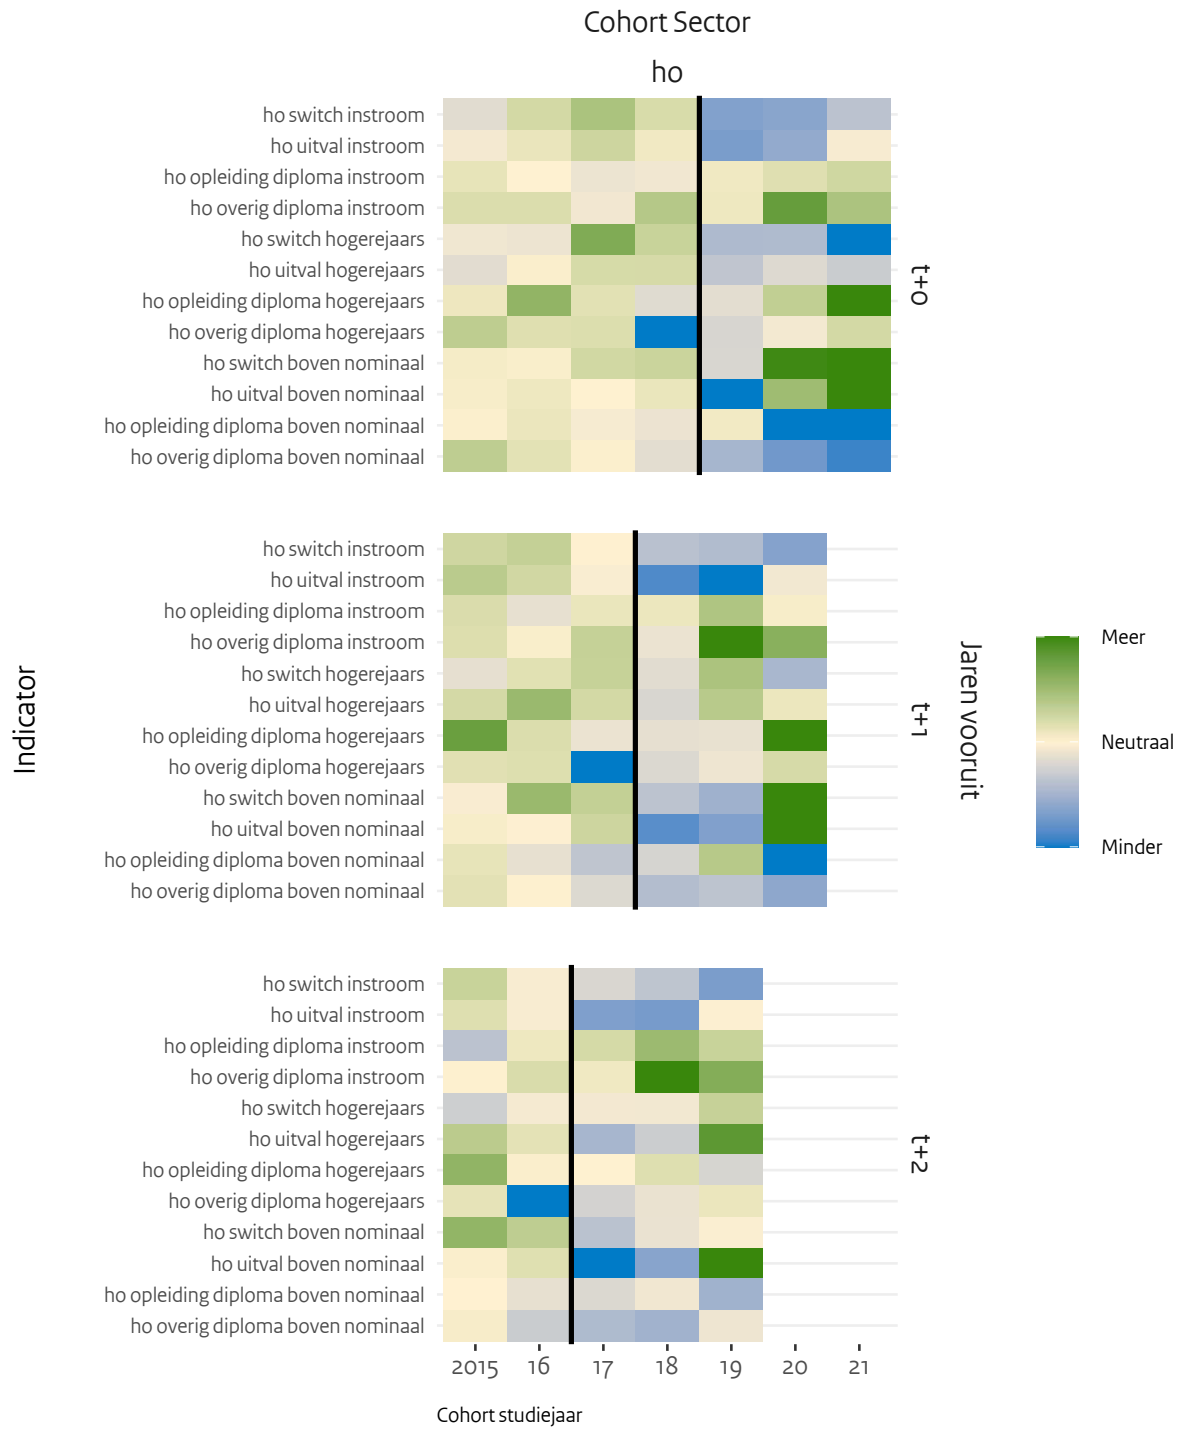 Cohort Sector
ho
ho switch instroom
ho uitval instroom
ho opleiding diploma instroom
ho overig diploma instroom
ho switch hogerejaars
ho uitval hogerejaars
ho opleiding diploma hogerejaars
ho overig diploma hogerejaars
ho switch boven nominaal
ho uitval boven nominaal
ho opleiding diploma boven nominaal
ho overig diploma boven nominaal
t+0
ho switch instroom
ho uitval instroom
ho opleiding diploma instroom
ho overig diploma instroom
ho switch hogerejaars
ho uitval hogerejaars
ho opleiding diploma hogerejaars
ho overig diploma hogerejaars
ho switch boven nominaal
ho uitval boven nominaal
ho opleiding diploma boven nominaal
ho overig diploma boven nominaal
t+1
ho switch instroom
ho uitval instroom
ho opleiding diploma instroom
ho overig diploma instroom
ho switch hogerejaars
ho uitval hogerejaars
ho opleiding diploma hogerejaars
ho overig diploma hogerejaars
ho switch boven nominaal
ho uitval boven nominaal
ho opleiding diploma boven nominaal
ho overig diploma boven nominaal
t+2
Indicator
Jaren vooruit
Meer
Neutraal
Minder
2015 16 17 18 19 20 21
Cohort studiejaar